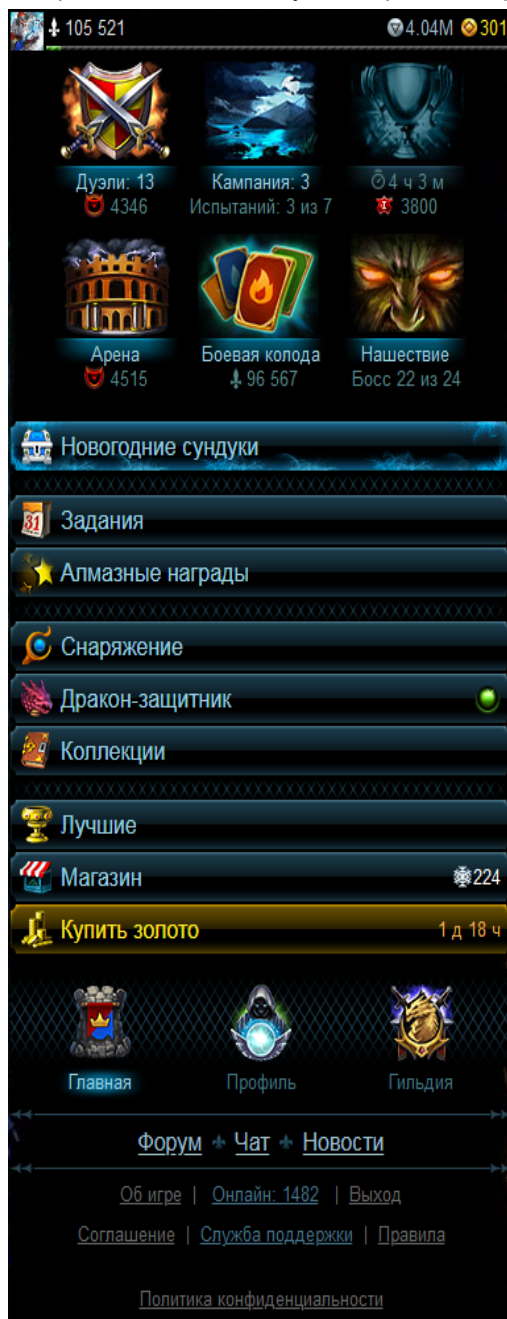 105 521 4.04M 301
Дуэли: 13 Кампания: 3 4 ч 3 м
4346 Испытаний: 3 из 7 3800
Арена Боевая колода Нашествие
4515 96 567 Босс 22 из 24
Новогодние сундуки
31 Задания
Алмазные награды
Снаряжение
Дракон-защитник
Коллекции
Лучшие
Магазин 224
Купить золото 1 д 18 ч
Главная Профиль Гильдия
Форум Чат Новости
Об игре | Онлайн: 1482 | Выход
Соглашение | Служба поддержки | Правила
Политика конфиденциальности